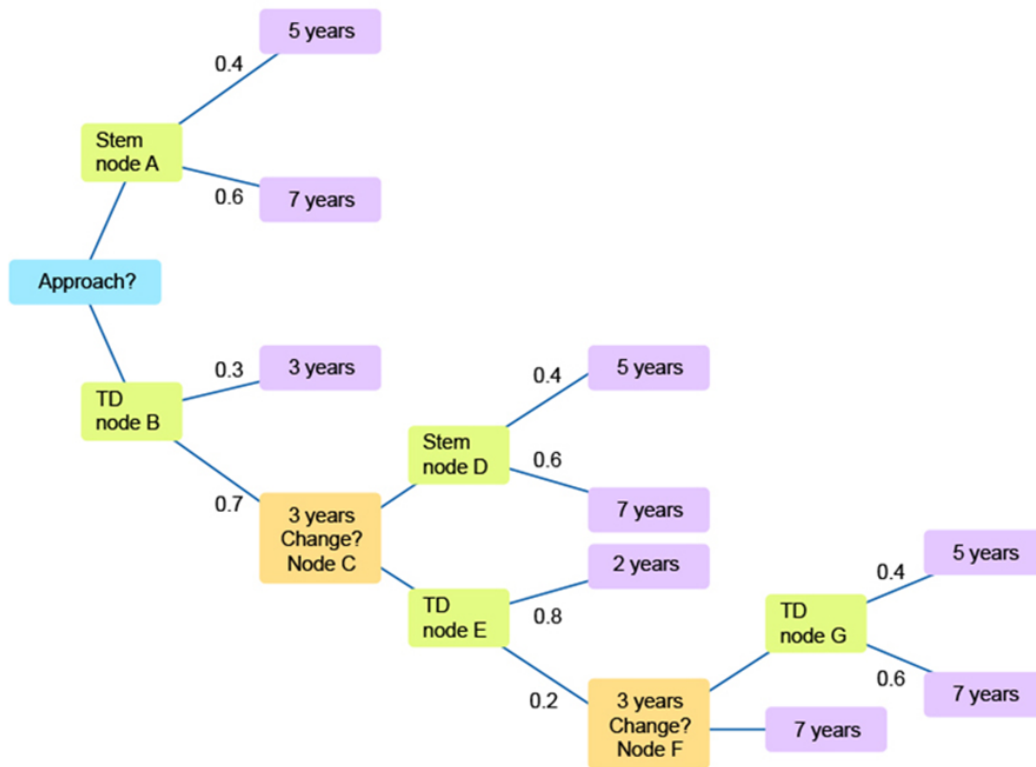 5 years
0.4
Stem
node A
0.6
7 years
Approach?
0.3
3 years
TD
node B
0.7
3 years
Change?
Node C
Stem
node D
0.4
5 years
0.6
7 years
TD
node E
2 years
0.8
0.2
3 years
Change?
Node F
TD
node G
0.4
5 years
0.6
7 years
7 years